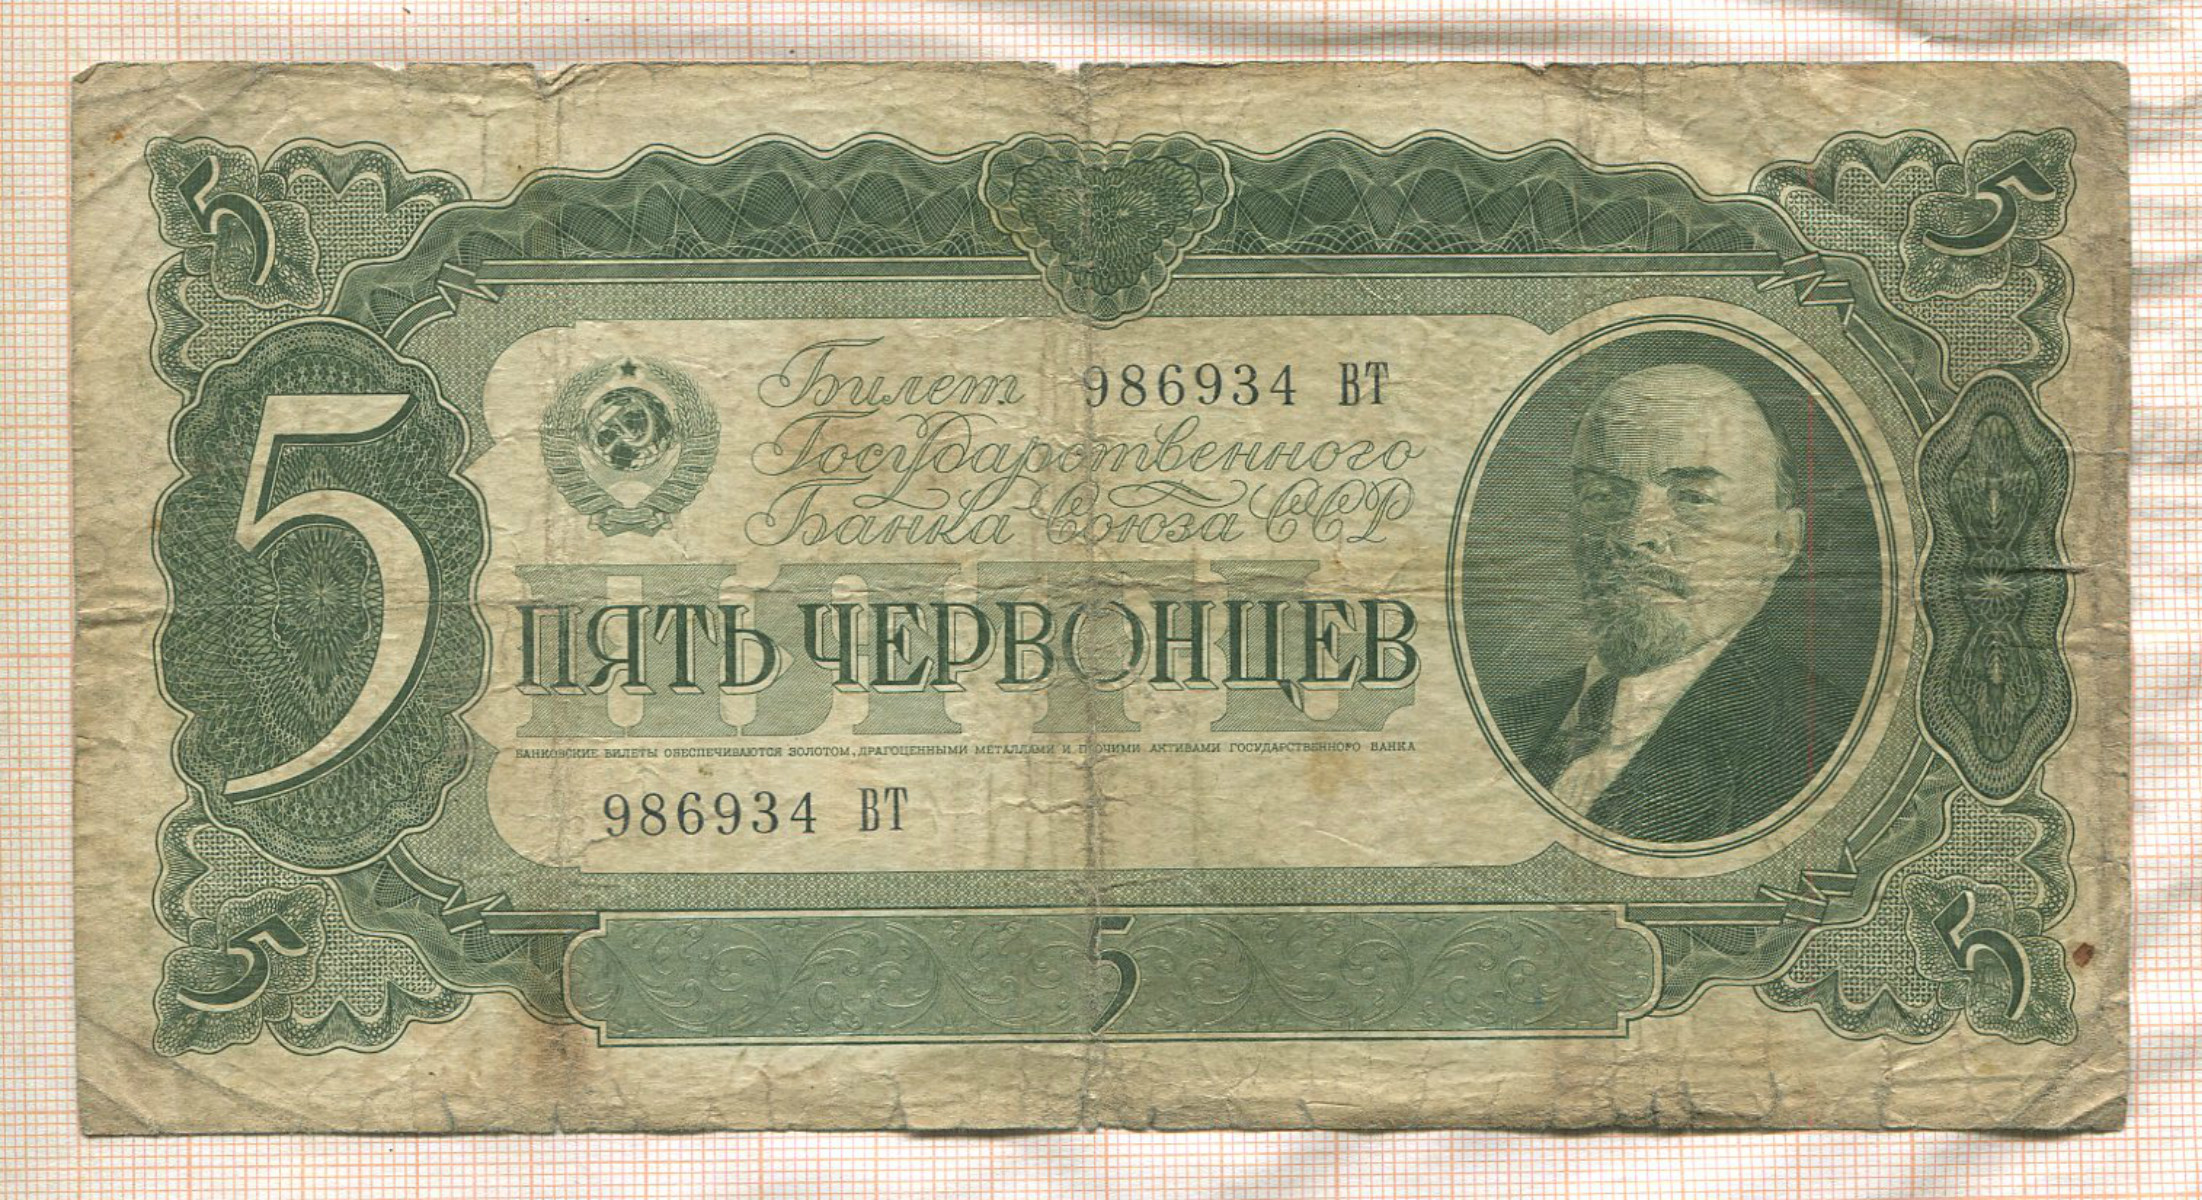 5 5
Билет 986934 ВТ
Государственного
Банка Союза ССР
5
ПЯТЬ
ПЯТЬ ЧЕРВОНЦЕВ
БАНКОВСКИЕ БИЛЕТЫ ОБЕСПЕЧИВАЮТСЯ ЗОЛОТОМ, ДРАГОЦЕННЫМИ МЕТАЛЛАМИ И ПРОЧИМИ АКТИВАМИ ГОСУДАРСТВЕННОГО БАНКА
986934 ВТ
5 5 5